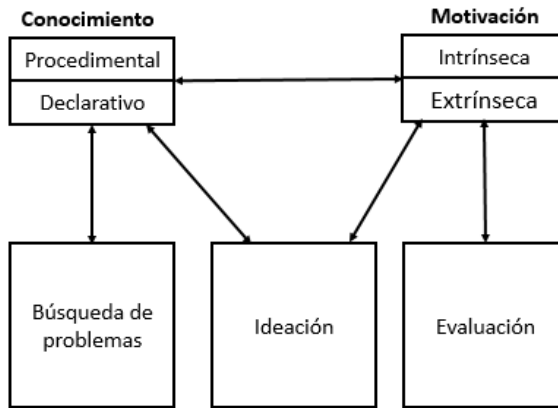 Conocimiento
Motivación
Procedimental
Declarativo
Intrínseca
Extrínseca
Búsqueda de
problemas
Ideación
Evaluación